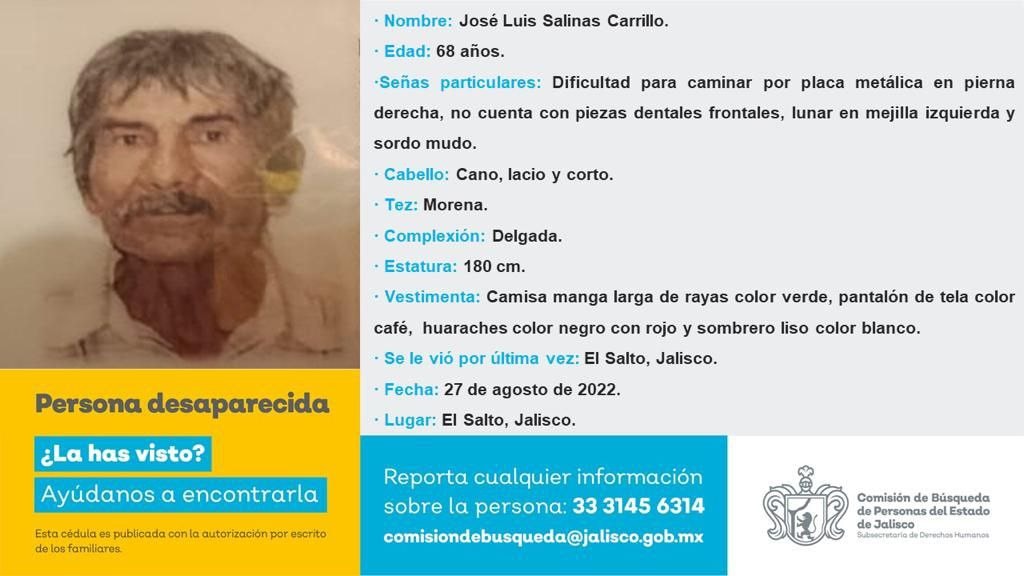 · Nombre: José Luis Salinas Carrillo.
· Edad: 68 años.
·Señas particulares: Dificultad para caminar por placa metálica en pierna
derecha, no cuenta con piezas dentales frontales, lunar en mejilla izquierda y
sordo mudo.
· Cabello: Cano, lacio y corto.
· Tez: Morena.
· Complexión: Delgada.
· Estatura: 180 cm.
· Vestimenta: Camisa manga larga de rayas color verde, pantalón de tela color
café, huaraches color negro con rojo y sombrero liso color blanco.
· Se le vió por última vez: El Salto, Jalisco.
· Fecha: 27 de agosto de 2022.
· Lugar: El Salto, Jalisco.
Persona desaparecida
¿La has visto?
Ayúdanos a encontrarla
Esta cédula es publicada con la autorización por escrito
de los familiares.
Reporta cualquier información
sobre la persona: 33 3145 6314
comisiondebusqueda@jalisco.gob.mx
Comisión de Búsqueda
de Personas del Estado
de Jalisco
Subsecretaría de Derechos Humanos